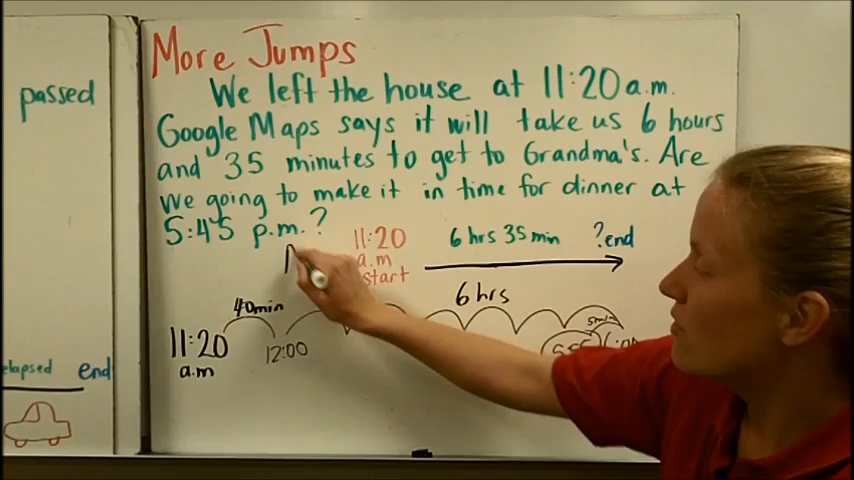 passed
elapsed end
More Jumps
We left the house at 11:20 a.m.
Google Maps says it will take us 6 hours
and 35 minutes to get to Grandma's. Are
we going to make it in time for dinner at
5:45 p.m.?
11:20 6 hrs 35 min ?end
a.m
start
6 hrs
40min
5min
11:20 12:00
a.m